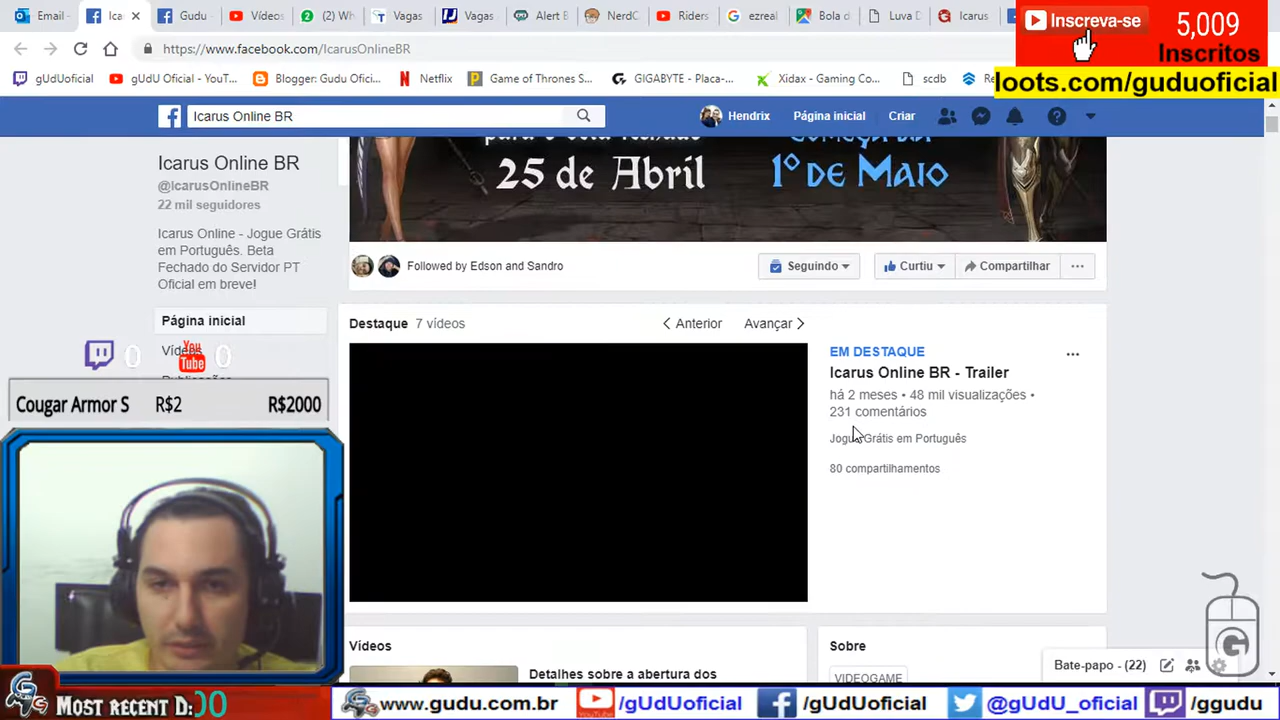 Email -
Ica
Gudu
Vídeos
(2) Wh
Vagas
Vagas
Alert B
NerdC
Riders
ezreal
Bola d
Luva D
Icarus
Inscreva-se
5,009
Inscritos
https://www.facebook.com/IcarusOnlineBR
gUdUoficial
gUdU Oficial - YouT...
Blogger: Gudu Ofici...
Netflix
Game of Thrones S...
GIGABYTE - Placa-...
Xidax - Gaming Co...
scdb
loots.com/guduoficial
Icarus Online BR
Hendrix
Página inicial
Criar
Icarus Online BR
@IcarusOnlineBR
22 mil seguidores
Icarus Online - Jogue Grátis
em Português. Beta
Fechado do Servidor PT
Oficial em breve!
25 de Abril
1º de Maio
Followed by Edson and Sandro
Seguindo
Curtiu
Compartilhar
Página inicial
Destaque 7 vídeos
Anterior
Avançar
EM DESTAQUE
Icarus Online BR - Trailer
há 2 meses • 48 mil visualizações •
231 comentários
Jogue Grátis em Português
80 compartilhamentos
0
You
Tube
0
Cougar Armor S R$2 R$2000
Vídeos
Detalhes sobre a abertura dos
Sobre
VIDEOGAME
Bate-papo - (22)
Most recent D:
www.gudu.com.br
/gUdUoficial
/gUdUoficial
@gUdU_oficial
/ggudu